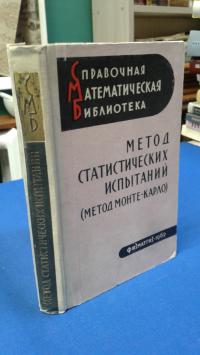 СПРАВОЧНАЯ
МАТЕМАТИЧЕСКАЯ
БИБЛИОТЕКА
МЕТОД
СТАТИСТИЧЕСКИХ
ИСПЫТАНИЙ
(МЕТОД МОНТЕ-КАРЛО)
ФИЗМАТГИЗ-1962
СМБ
МЕТОД СТАТИСТИЧЕСКИХ ИСПЫТАНИЙ